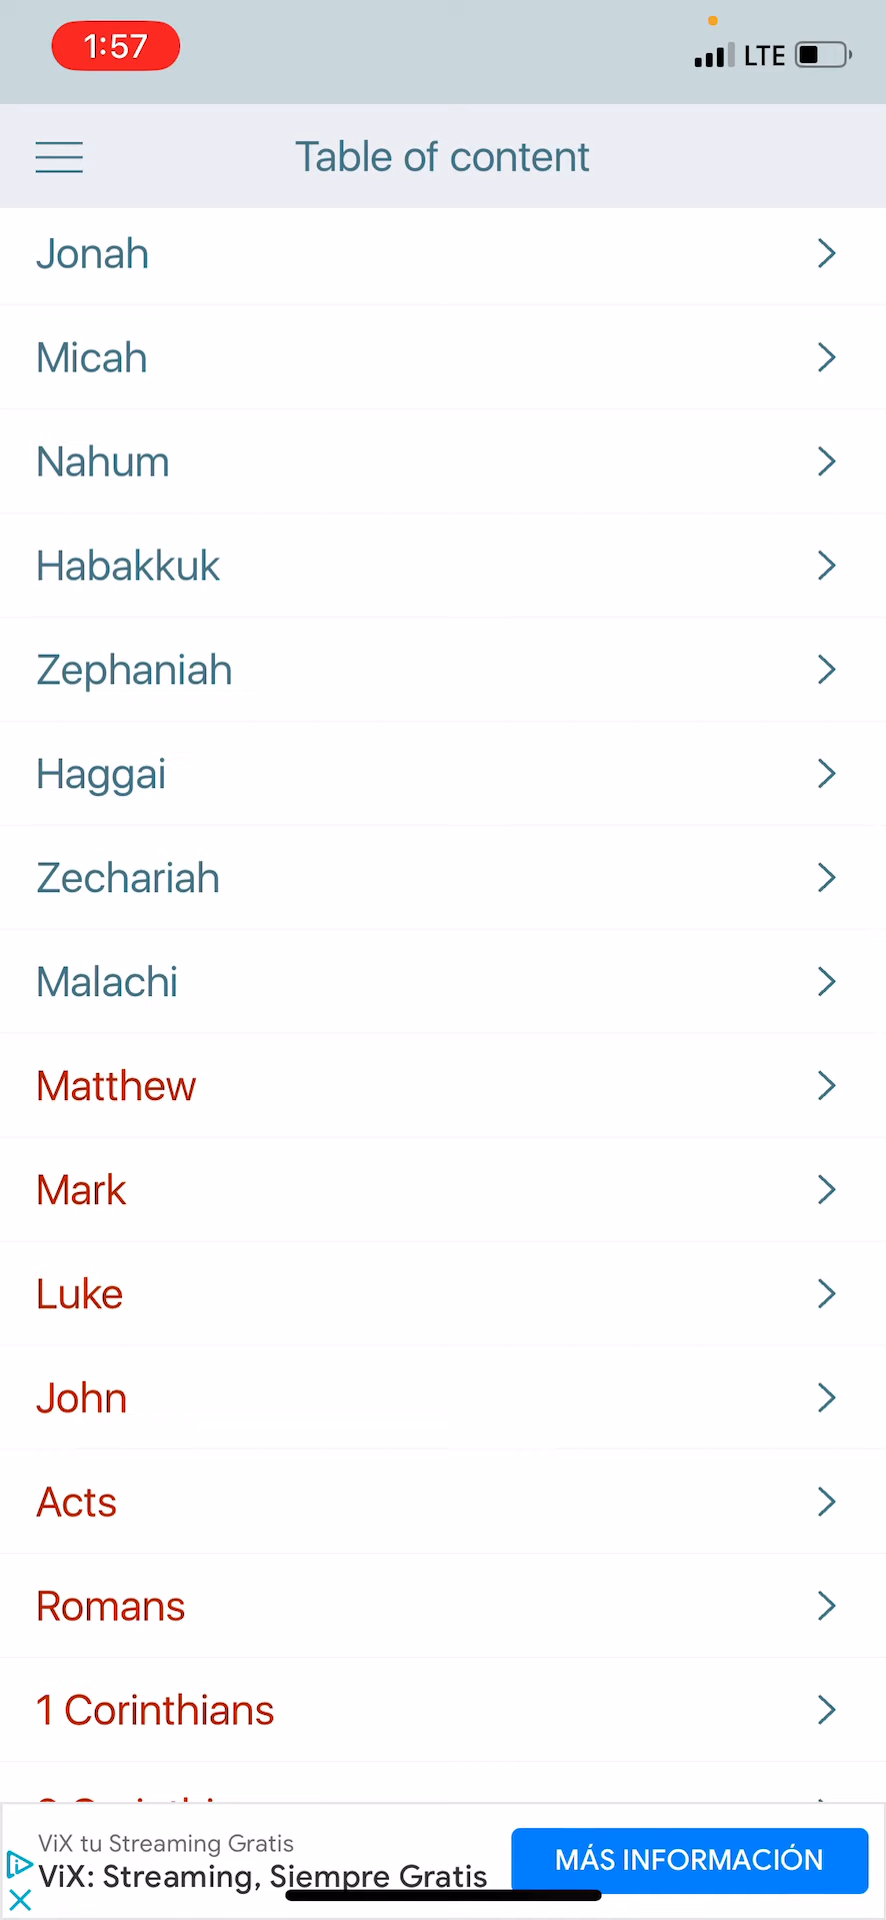 1:57
LTE
Table of content
Jonah
Micah
Nahum
Habakkuk
Zephaniah
Haggai
Zechariah
Malachi
Matthew
Mark
Luke
John
Acts
Romans
1 Corinthians
ViX tu Streaming Gratis
ViX: Streaming, Siempre Gratis
MÁS INFORMACIÓN